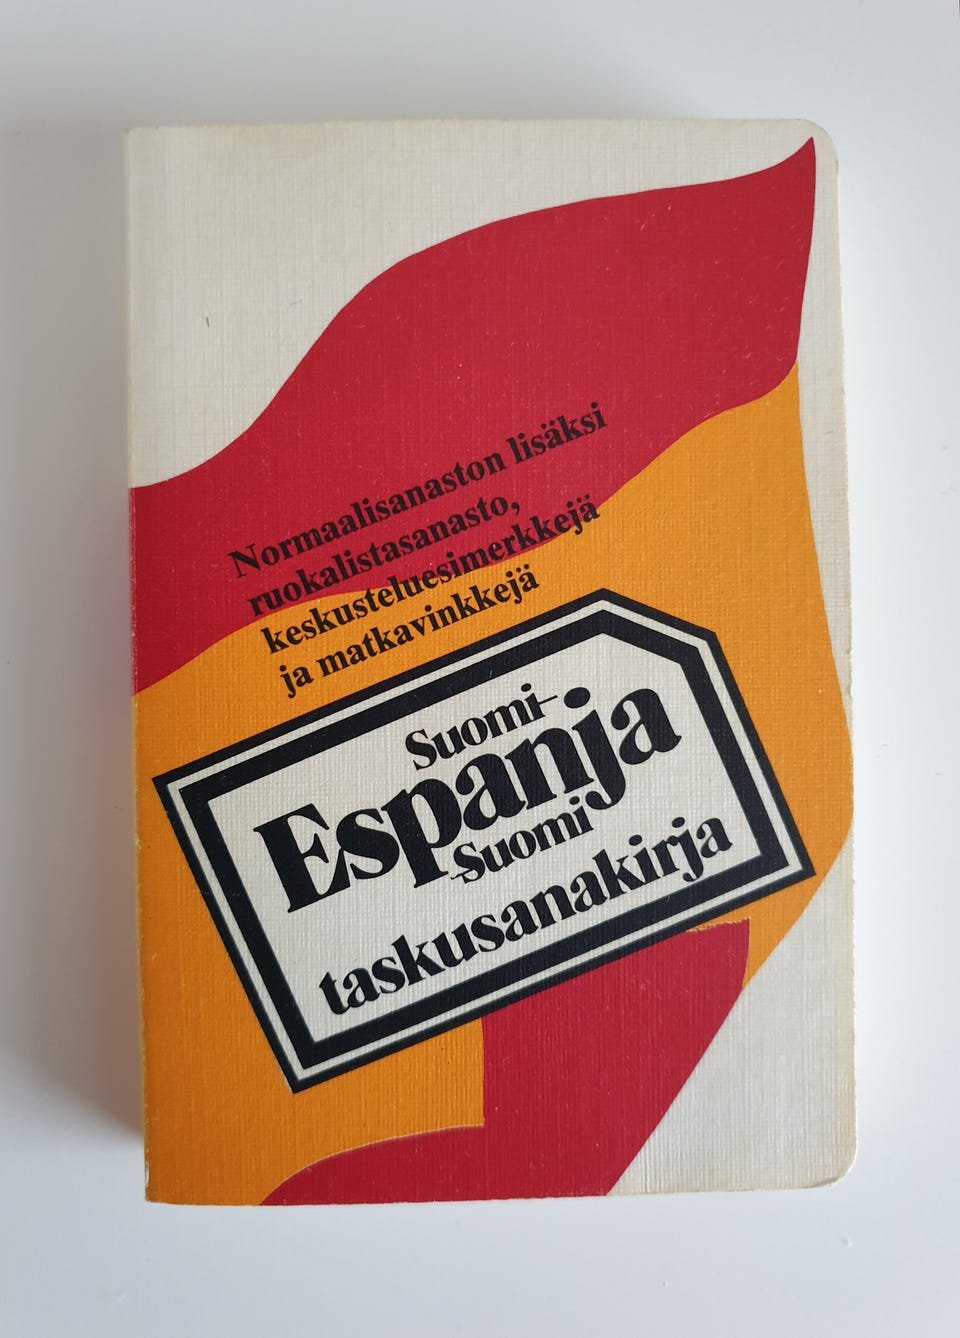 Normaalisanaston lisäksi
ruokalistasanasto,
keskusteluesimerkkejä
ja matkavinkkejä
Suomi–
Espanja
–Suomi
taskusanakirja